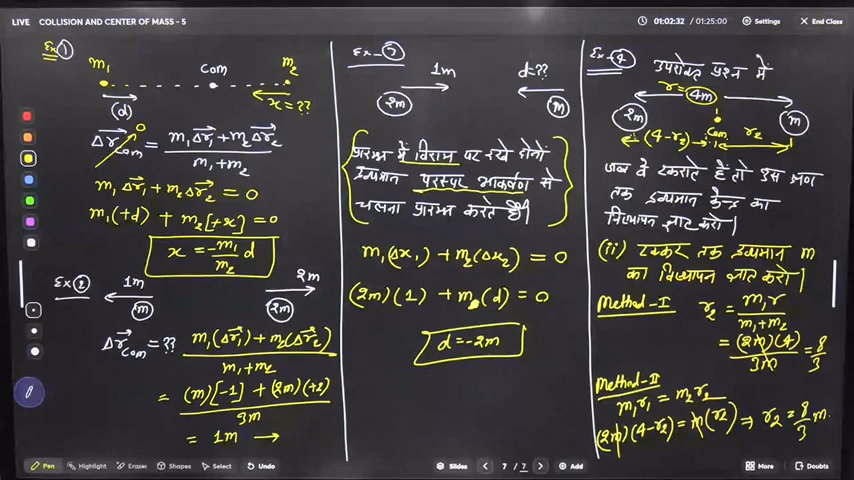 LIVE COLLISION AND CENTER OF MASS - 5
01:02:32 / 01:25:00
Settings
End Class
Ex ①
m₁ com m₂
(d) x = ??
Δr⃗com = (m₁Δr⃗₁ + m₂Δr⃗₂) / (m₁ + m₂)
0
m₁Δr⃗₁ + m₂Δr⃗₂ = 0
m₁(+d) + m₂[+x] = 0
x = -(m₁/m₂) d
Ex ②
1m 2m
m 2m
Δr⃗com = ?? (m₁(Δr⃗₁) + m₂(Δr⃗₂)) / (m₁ + m₂)
= ((m)[-1] + (2m)(+2)) / 3m
= 1m →
Ex - ③
1m d = ??
2m m
प्रारम्भ में विराम पर रखे दोनों
द्रव्यमान परस्पर आकर्षण से
चलना प्रारम्भ करते हैं।
m₁(Δx₁) + m₂(Δx₂) = 0
(2m)(1) + m(d) = 0
d = -2m
Ex - ④
उपरोक्त प्रश्न में
r = 4m
2m m
com
(4-r₂) r₂
जब वे टकराते हैं तो इस क्षण
तक द्रव्यमान केन्द्र का
विस्थापन ज्ञात करो।
(ii) टक्कर तक द्रव्यमान m
का विस्थापन ज्ञात करो।
Method-I
r₂ = m₁r / (m₁ + m₂)
= (2m)(4) / 3m = 8/3
Method-II
m₁r₁ = m₂r₂
(2m)(4-r₂) = m(r₂) ⇒ r₂ = 8/3 m.
Pen Highlight Eraser Shapes Select Undo
Slides 7 / 7 Add
More Doubts